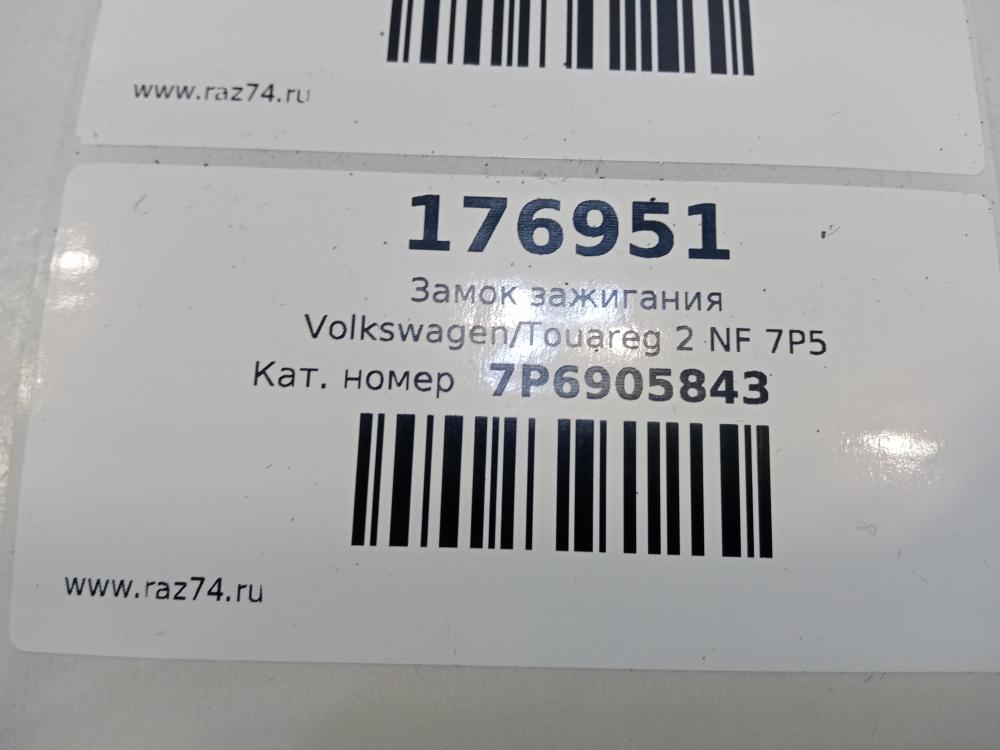 www.raz74.ru
176951
Замок зажигания
Volkswagen/Touareg 2 NF 7P5
Кат. номер 7P6905843
www.raz74.ru